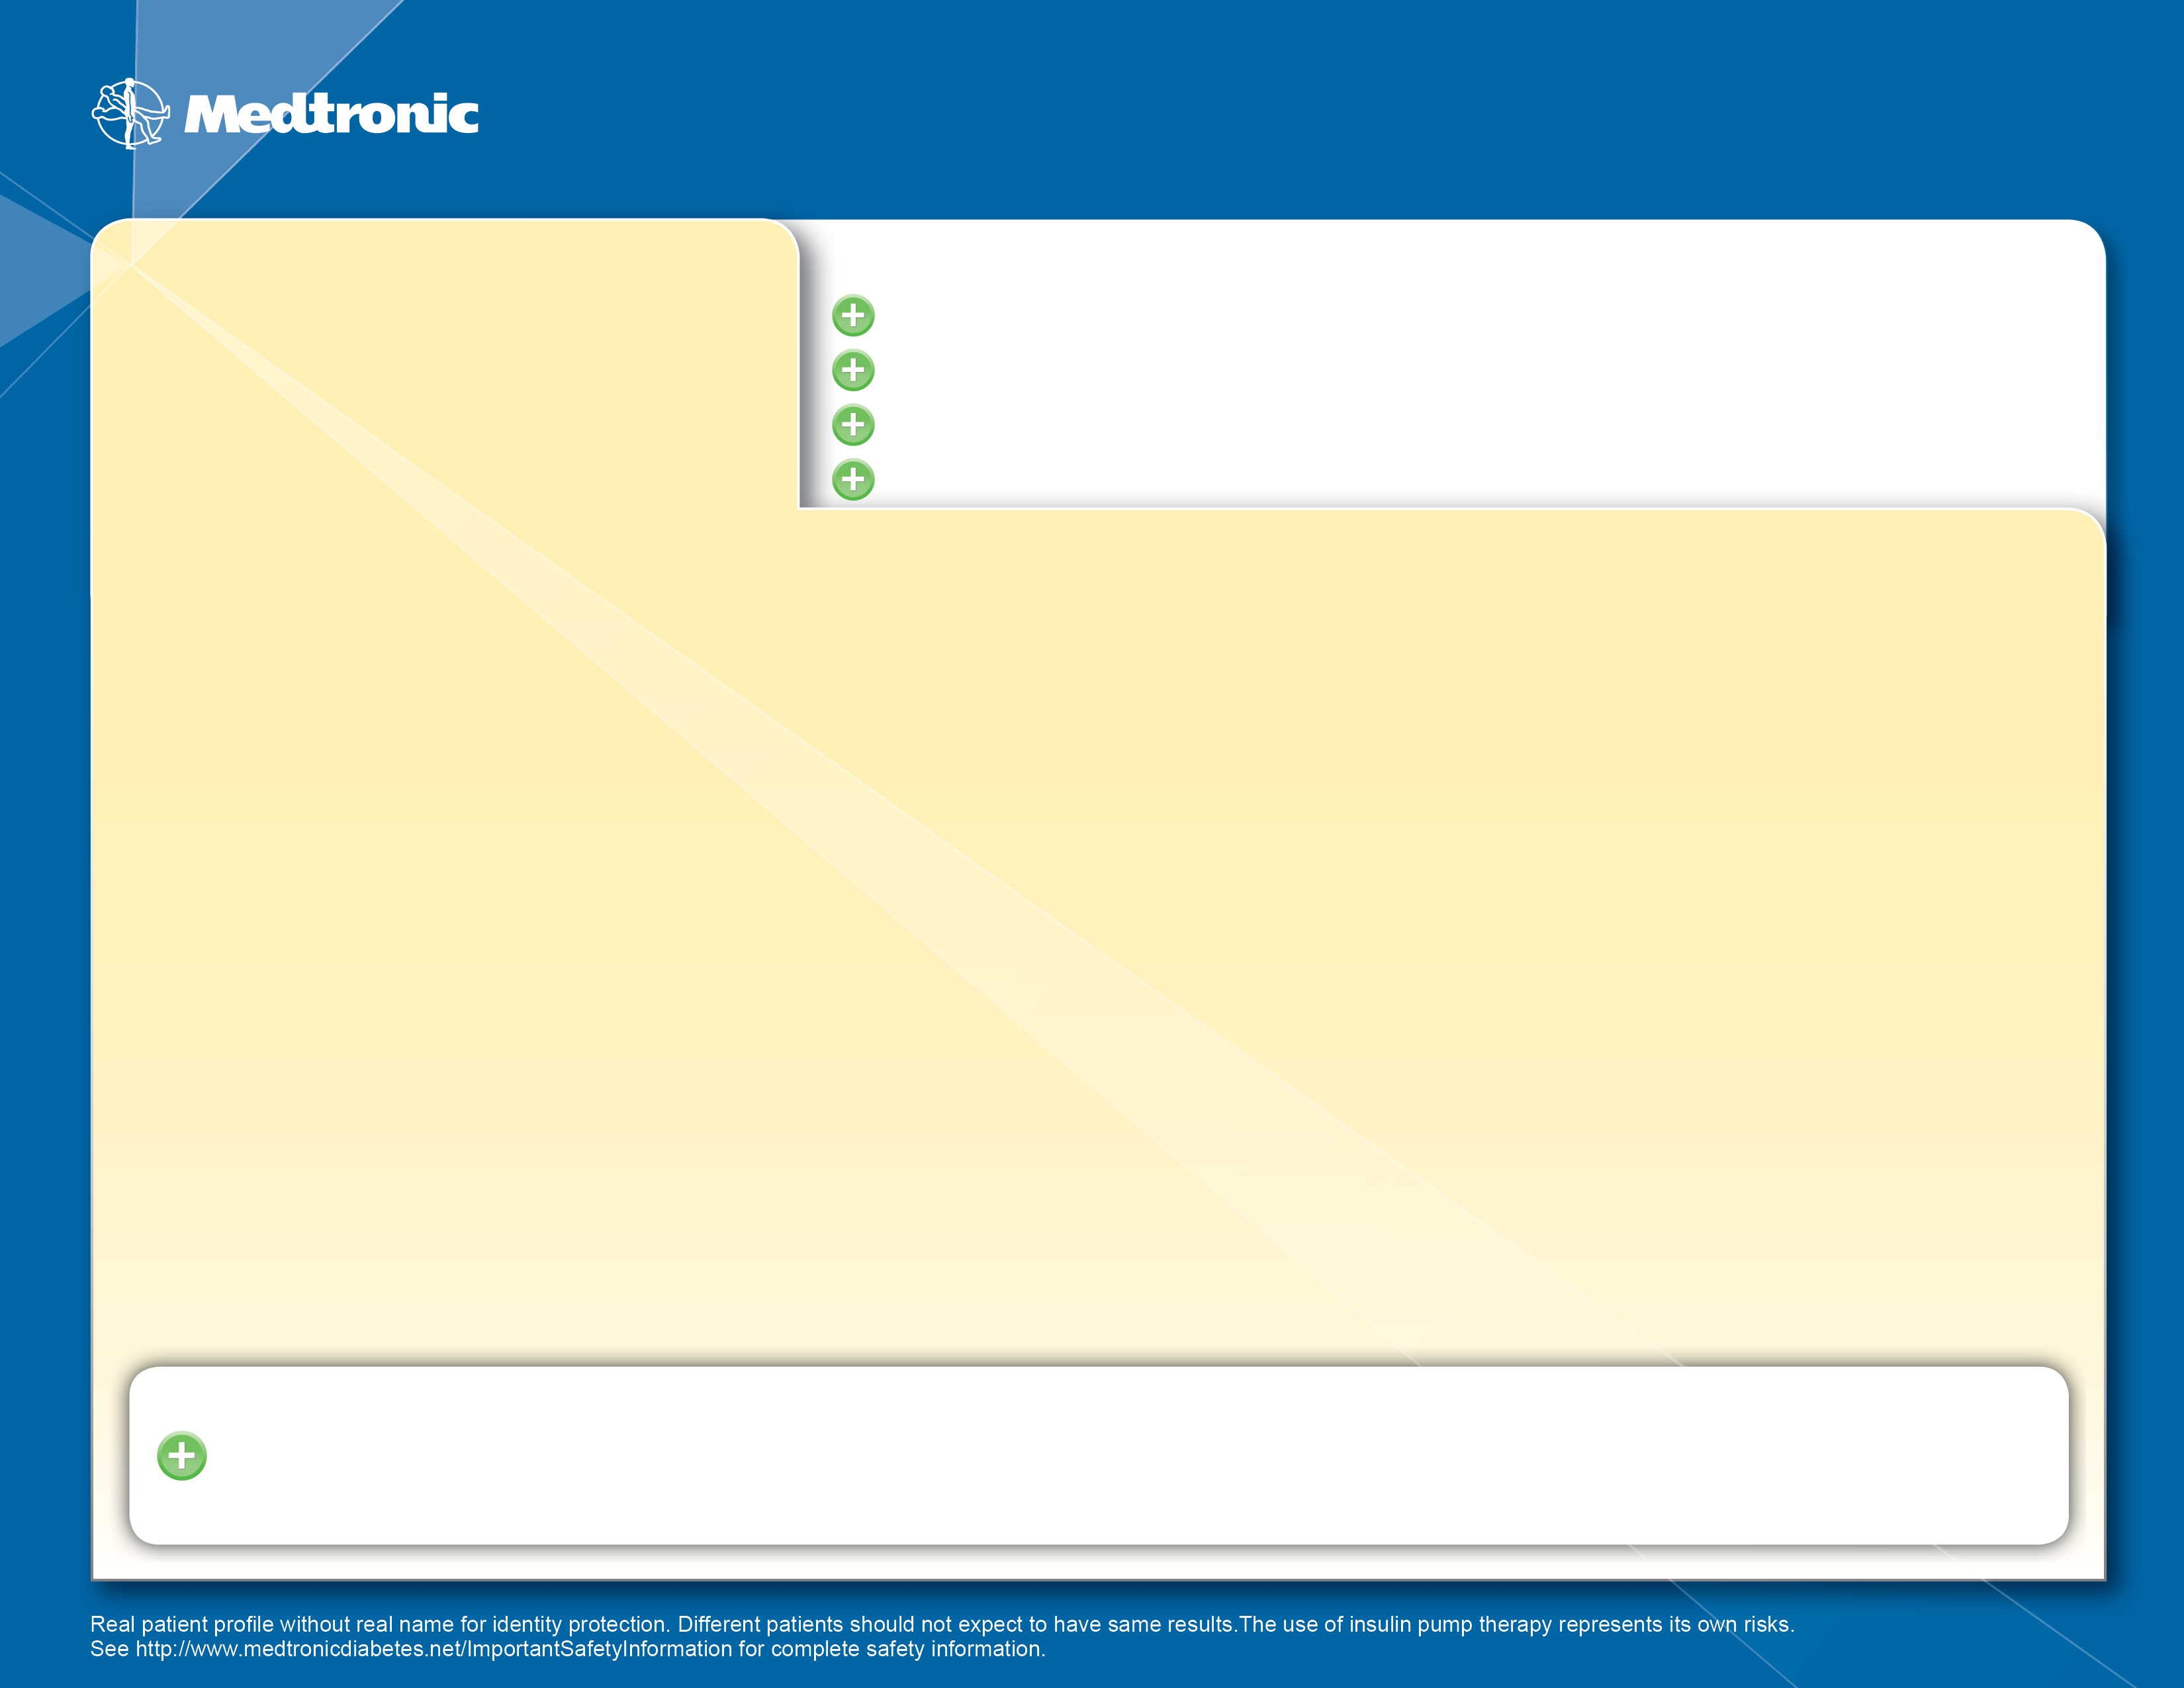 Medtronic
Real patient profile without real name for identity protection. Different patients should not expect to have same results.The use of insulin pump therapy represents its own risks.
See http://www.medtronicdiabetes.net/ImportantSafetyInformation for complete safety information.